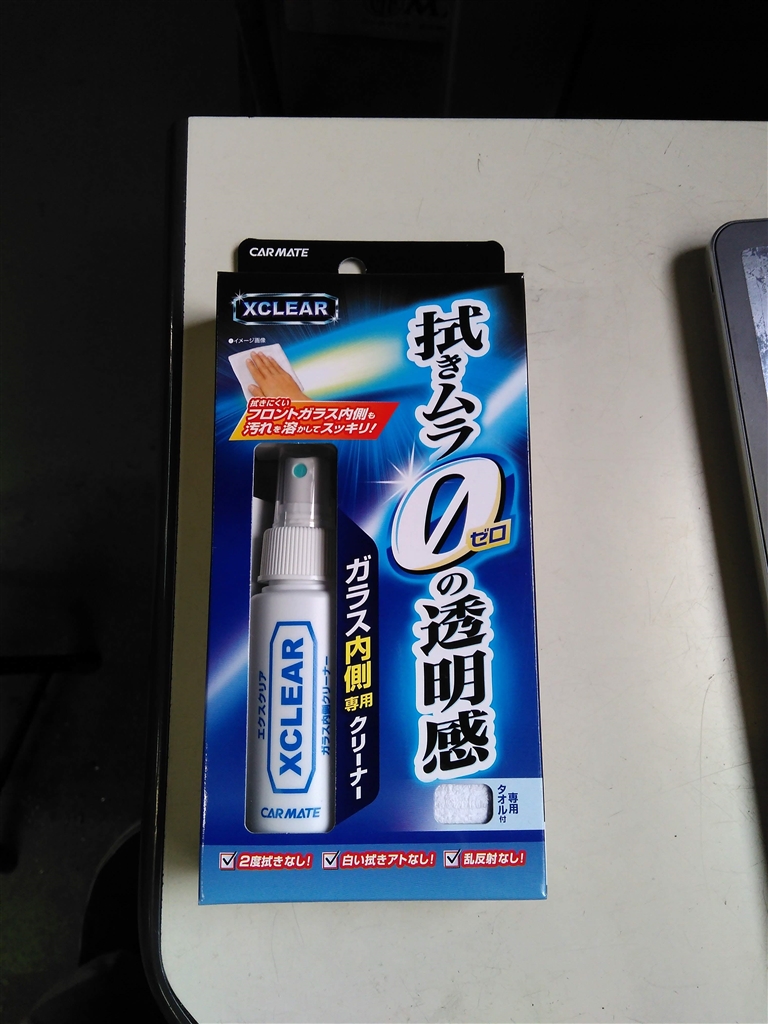 CARMATE
XCLEAR
●イメージ画像
拭きにくい
フロントガラス内側も
汚れを溶かしてスッキリ!
拭きムラ0の透明感
ゼロ
ガラス内側専用クリーナー
エクスクリア
XCLEAR
ガラス内側クリーナー
CARMATE
専用
タオル付
2度拭きなし!
白い拭きアトなし!
乱反射なし!